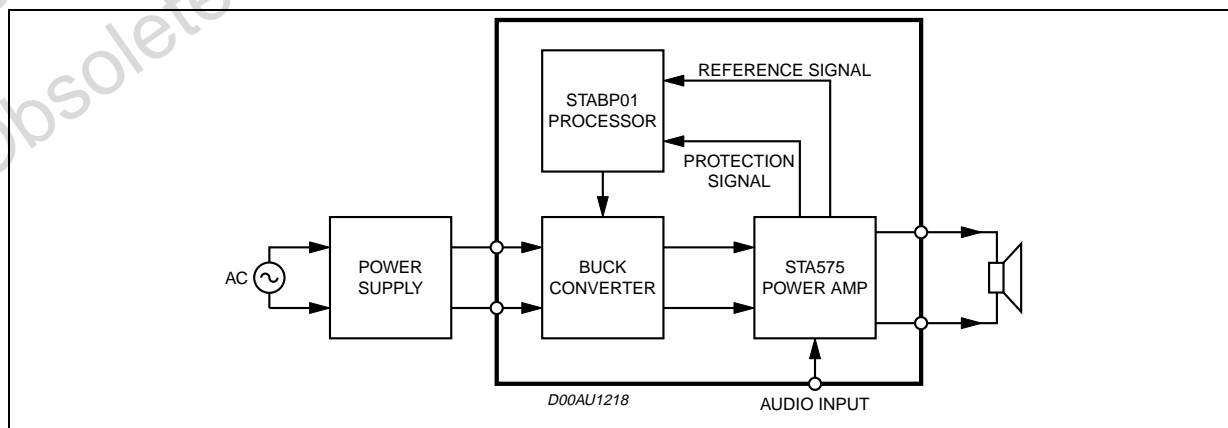 obsolete
REFERENCE SIGNAL
STABP01
PROCESSOR
PROTECTION
SIGNAL
AC
POWER
SUPPLY
BUCK
CONVERTER
STA575
POWER AMP
D00AU1218
AUDIO INPUT